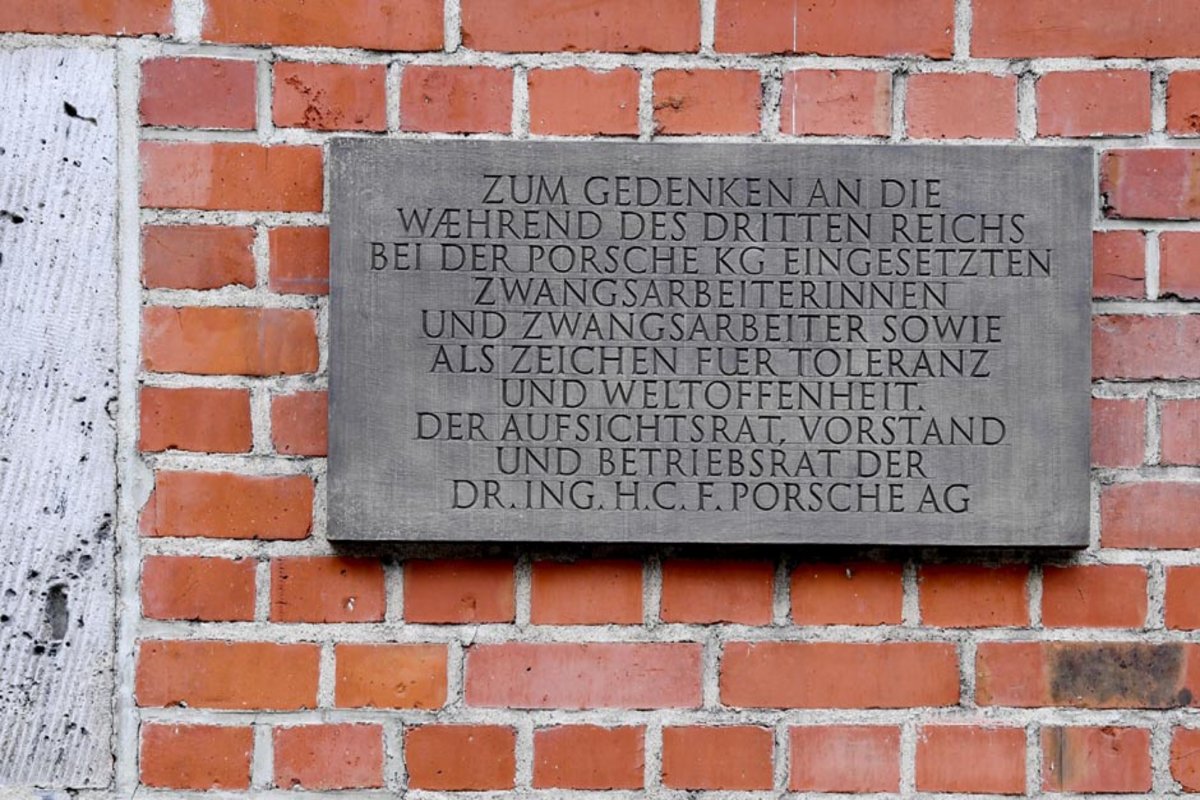 ZUM GEDENKEN AN DIE
WÆHREND DES DRITTEN REICHS
BEI DER PORSCHE KG EINGESETZTEN
ZWANGSARBEITERINNEN
UND ZWANGSARBEITER SOWIE
ALS ZEICHEN FUER TOLERANZ
UND WELTOFFENHEIT.
DER AUFSICHTSRAT, VORSTAND
UND BETRIEBSRAT DER
DR. ING. H.C. F. PORSCHE AG